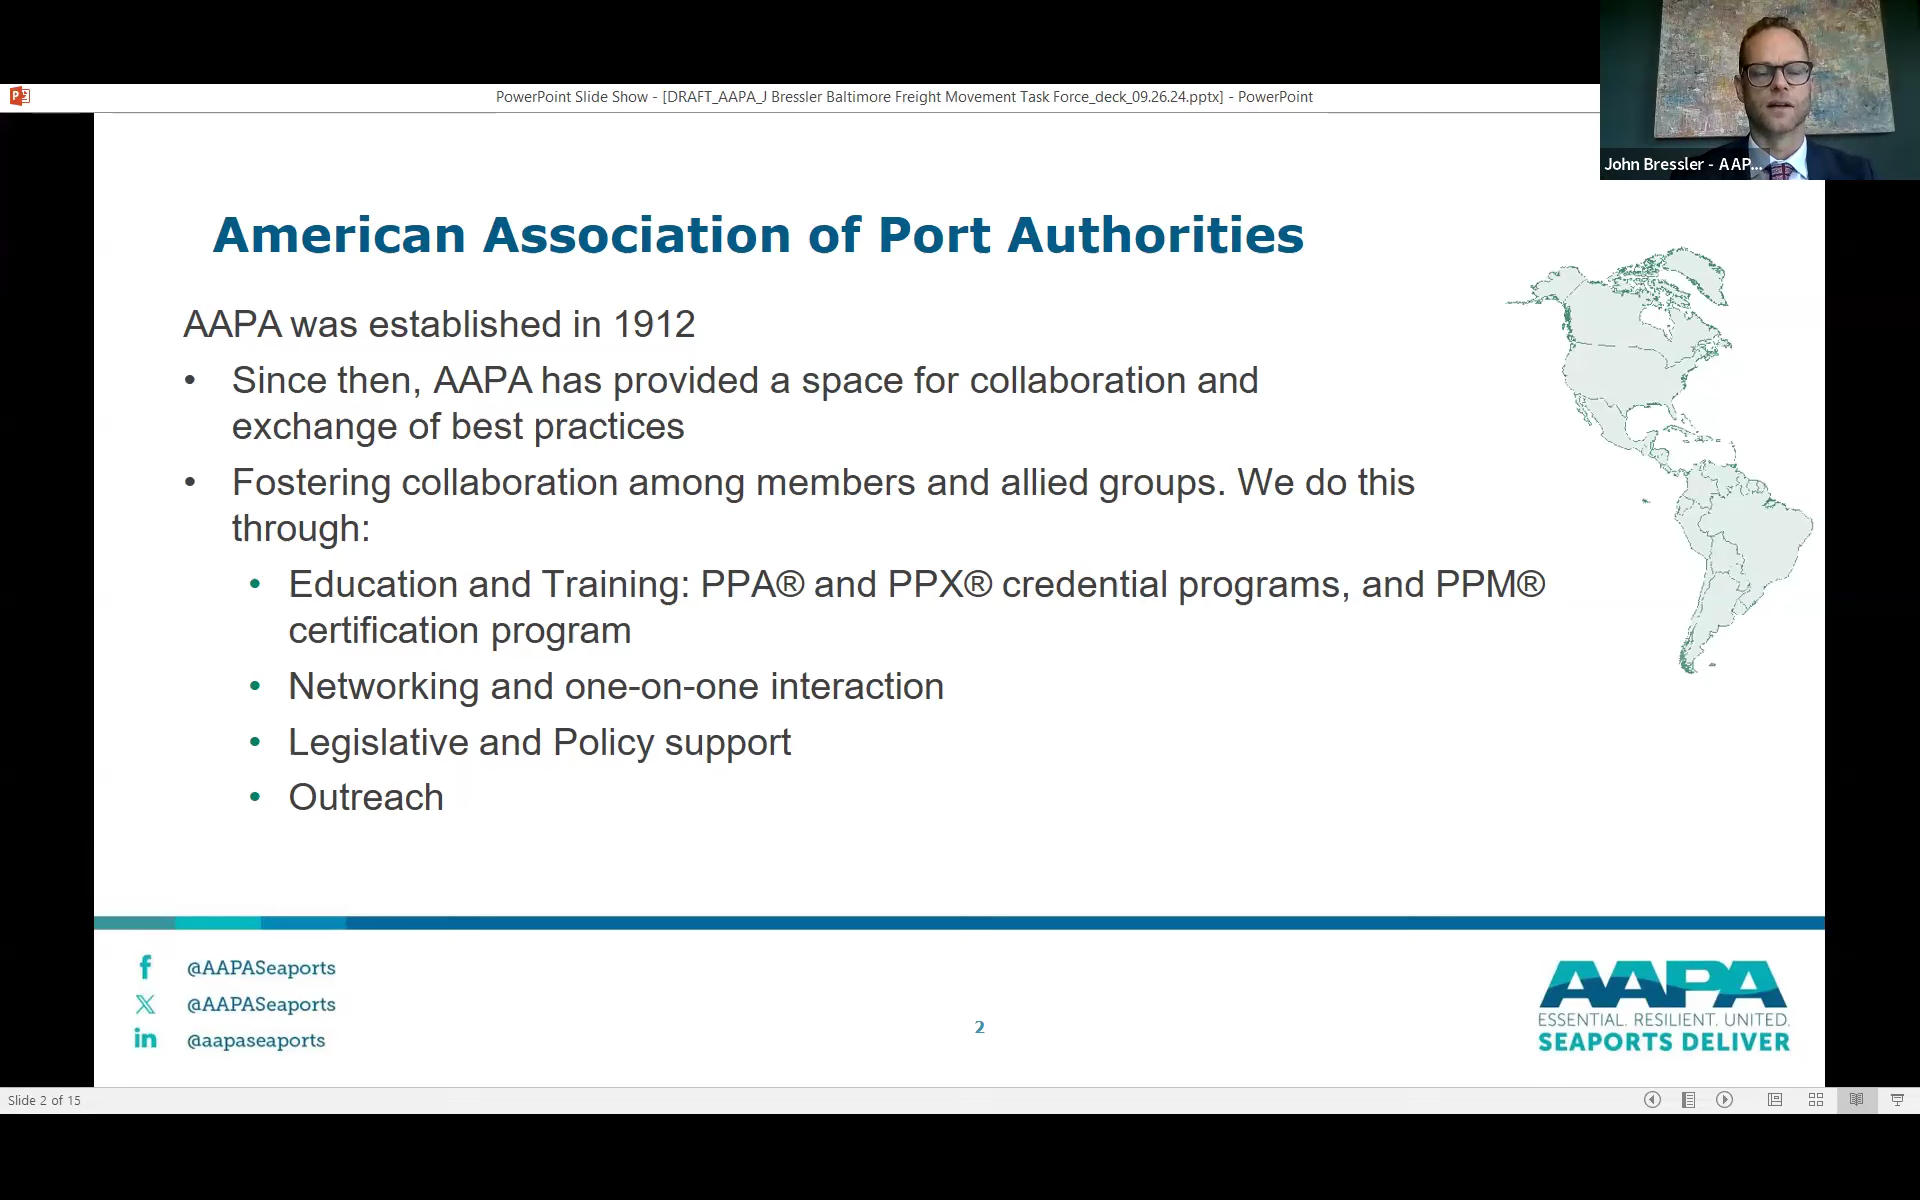 PowerPoint Slide Show - [DRAFT_AAPA_J Bressler Baltimore Freight Movement Task Force_deck_09.26.24.pptx] - PowerPoint
John Bressler - AAP...
American Association of Port Authorities
AAPA was established in 1912
• Since then, AAPA has provided a space for collaboration and
exchange of best practices
• Fostering collaboration among members and allied groups. We do this
through:
• Education and Training: PPA® and PPX® credential programs, and PPM®
certification program
• Networking and one-on-one interaction
• Legislative and Policy support
• Outreach
@AAPASeaports
@AAPASeaports
@aapaseaports
2
AAPA
ESSENTIAL. RESILIENT. UNITED.
SEAPORTS DELIVER
Slide 2 of 15